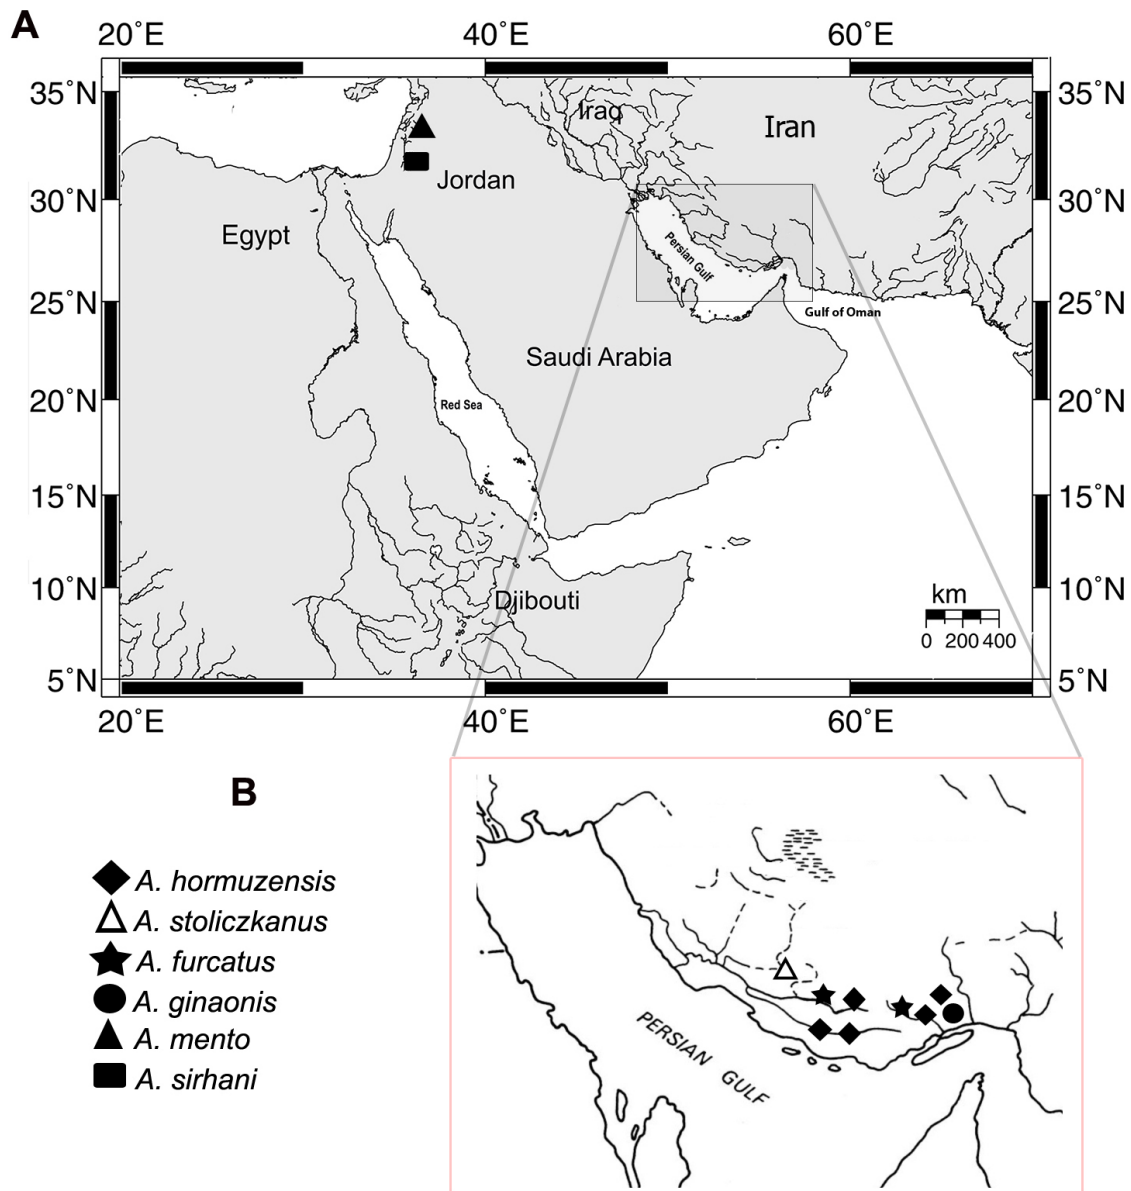 A
20˚E 40˚E 60˚E
35˚N 35˚N
Iraq
Iran
Jordan
30˚N 30˚N
Egypt
Persian Gulf
25˚N 25˚N
Gulf of Oman
Saudi Arabia
20˚N 20˚N
Red Sea
15˚N 15˚N
10˚N 10˚N
Djibouti
km
0 200 400
5˚N 5˚N
20˚E 40˚E 60˚E
B
A. hormuzensis
A. stoliczkanus
A. furcatus
A. ginaonis
A. mento
A. sirhani
PERSIAN GULF